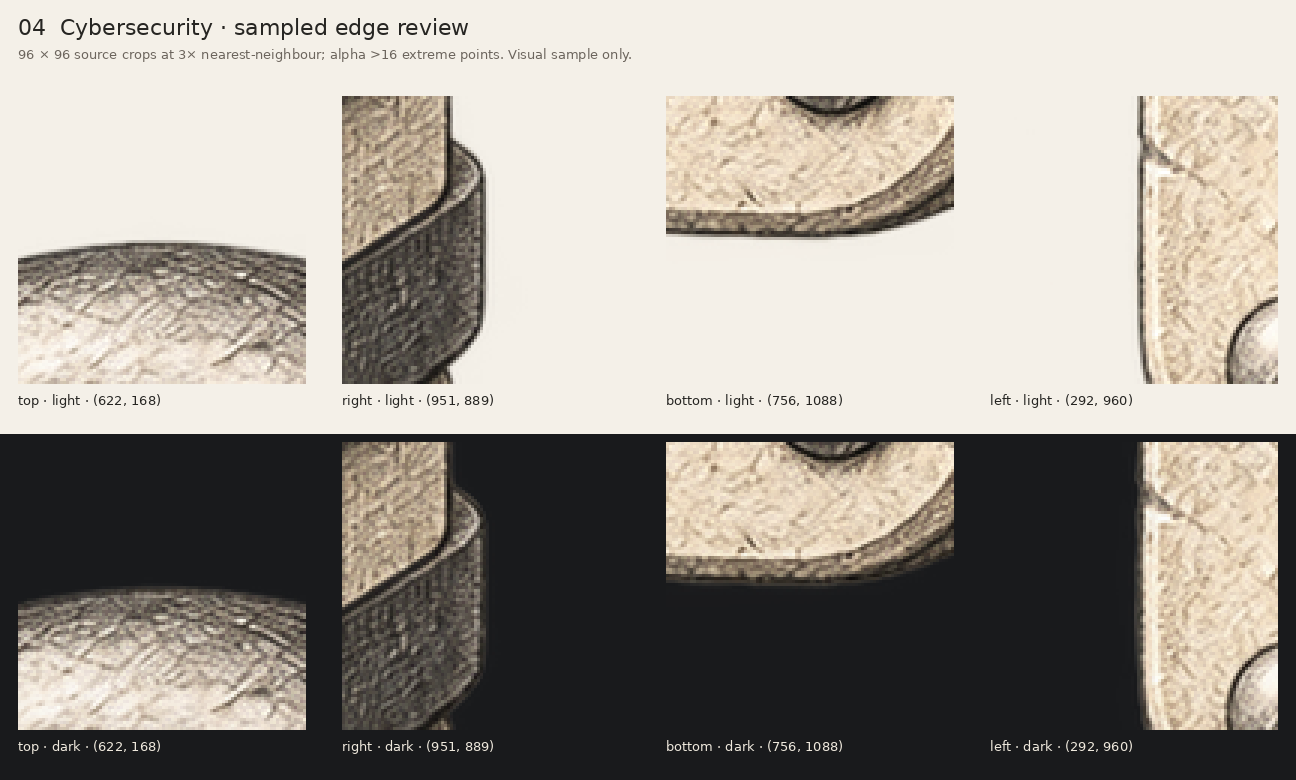 04 Cybersecurity · sampled edge review
96 × 96 source crops at 3× nearest-neighbour; alpha >16 extreme points. Visual sample only.
top · light · (622, 168)
right · light · (951, 889)
bottom · light · (756, 1088)
left · light · (292, 960)
top · dark · (622, 168)
right · dark · (951, 889)
bottom · dark · (756, 1088)
left · dark · (292, 960)